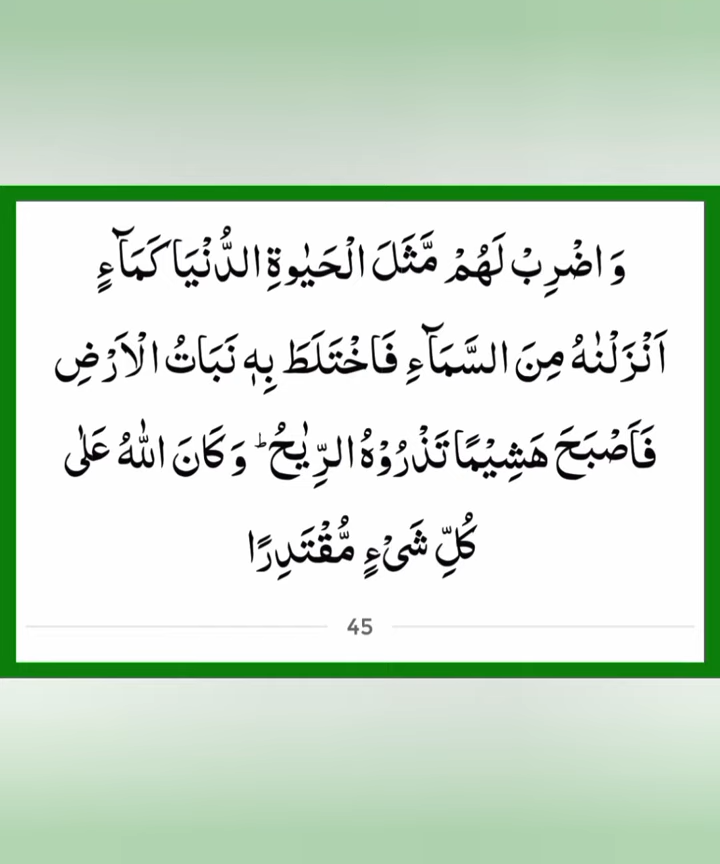 وَ اضْرِبْ لَهُمْ مَّثَلَ الْحَیٰوةِ الدُّنْیَا كَمَآءٍ
اَنْزَلْنٰهُ مِنَ السَّمَآءِ فَاخْتَلَطَ بِهٖ نَبَاتُ الْاَرْضِ
فَاَصْبَحَ هَشِیْمًا تَذْرُوْهُ الرِّیٰحُؕ وَ كَانَ اللّٰهُ عَلٰى
كُلِّ شَیْءٍ مُّقْتَدِرًا
45